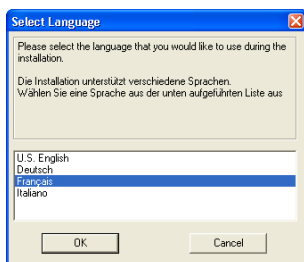 Select Language
Please select the language that you would like to use during the
installation.
Die Installation unterstützt verschiedene Sprachen.
Wählen Sie eine Sprache aus der unten aufgeführten Liste aus
U.S. English
Deutsch
Français
Italiano
OK
Cancel